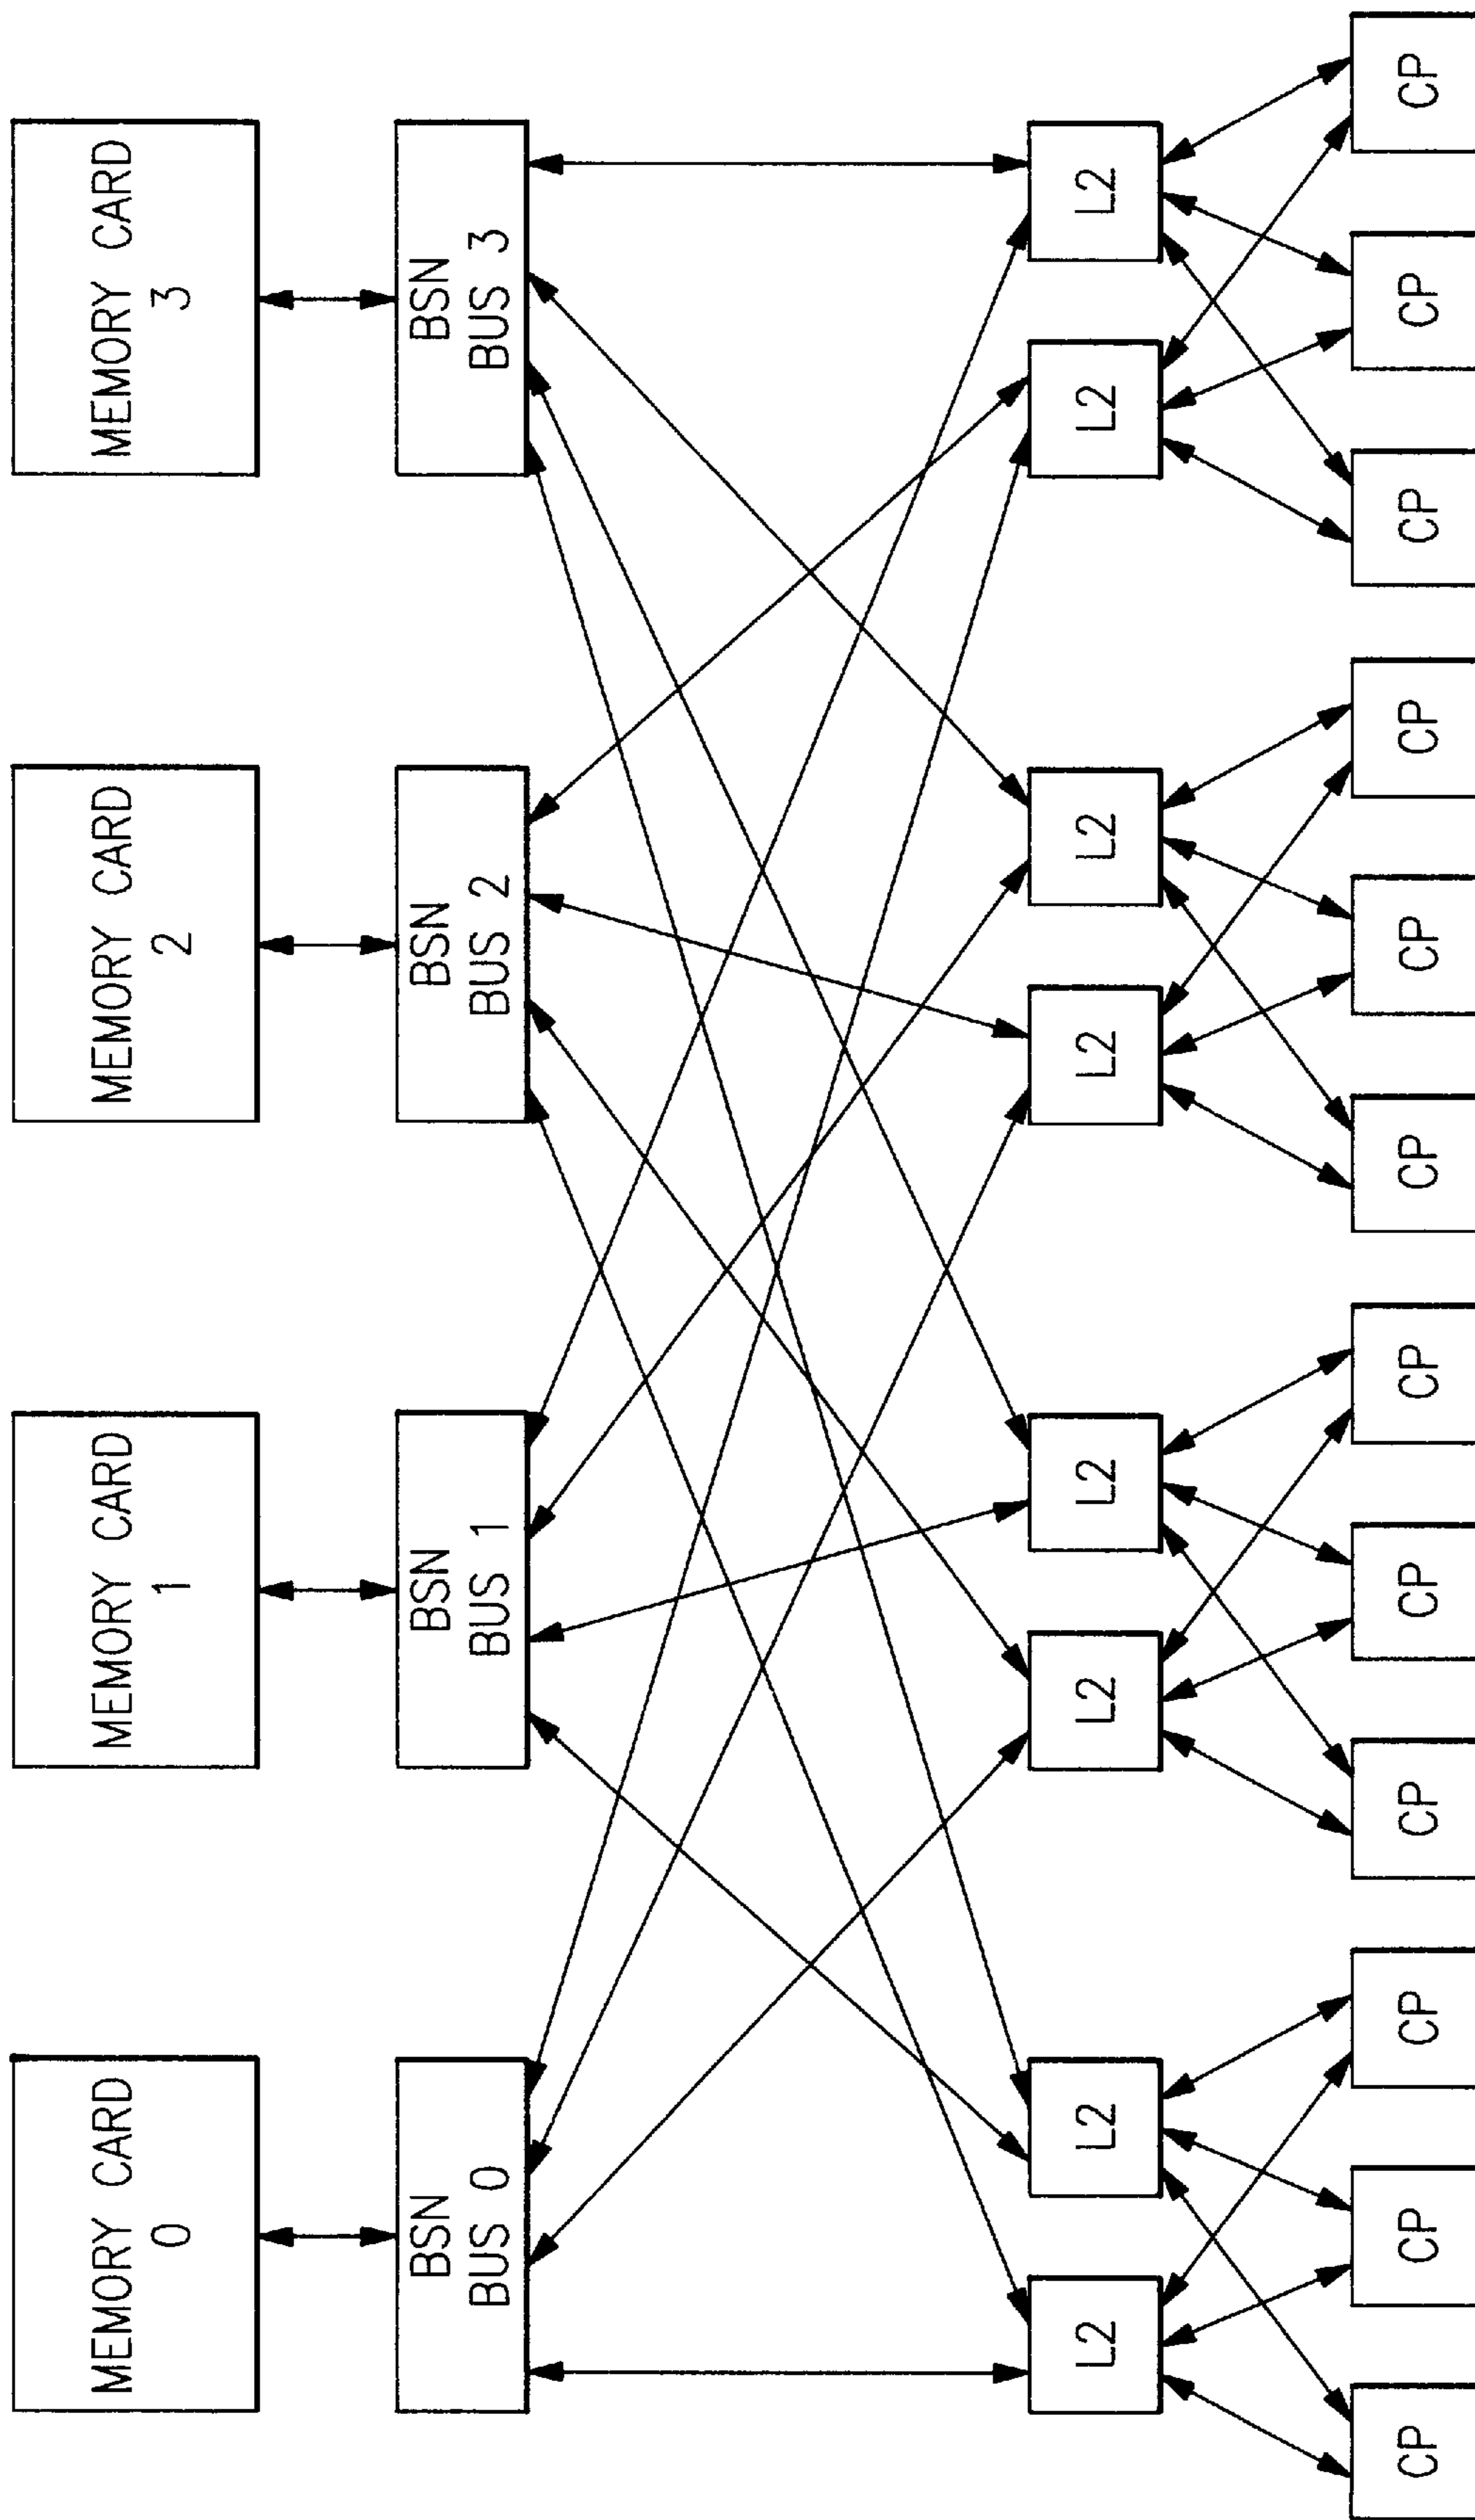 MEMORY CARD
0
MEMORY CARD
1
MEMORY CARD
2
MEMORY CARD
3
BSN
BUS 0
BSN
BUS 1
BSN
BUS 2
BSN
BUS 3
L2
L2
L2
L2
L2
L2
L2
L2
CP
CP
CP
CP
CP
CP
CP
CP
CP
CP
CP
CP